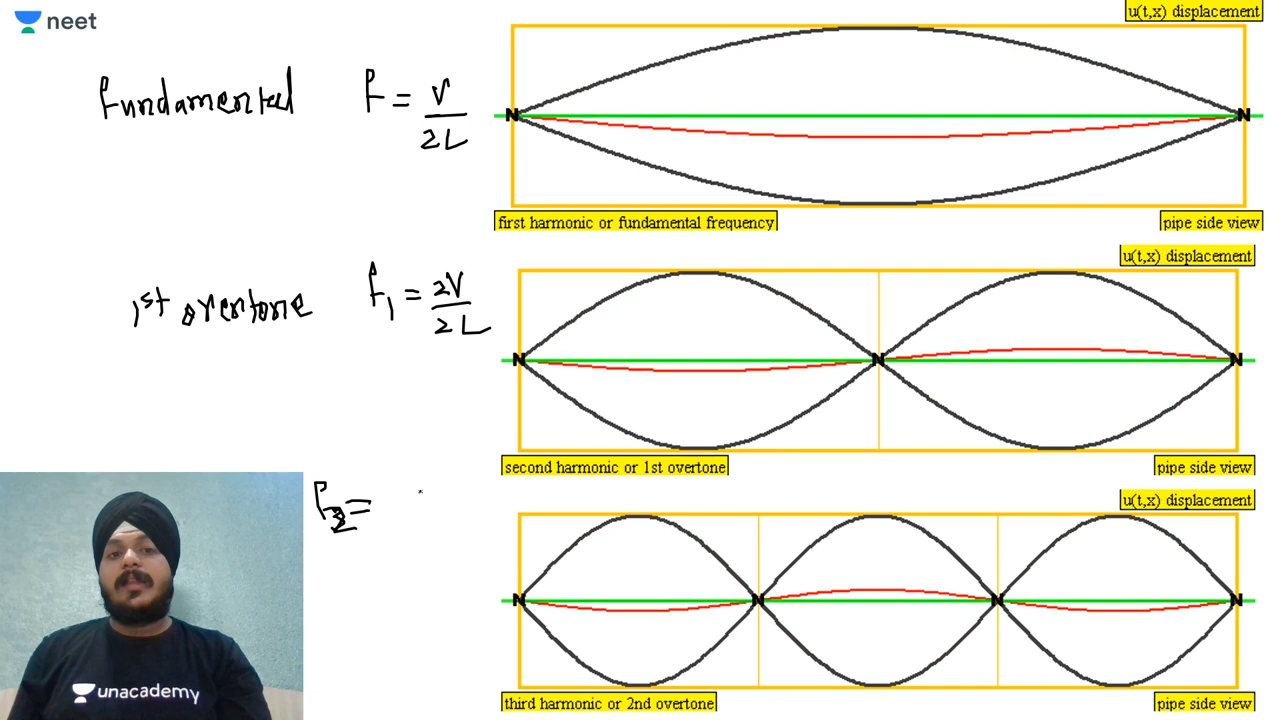 neet
u(t,x) displacement
Fundamental f = V/2L
N N
first harmonic or fundamental frequency pipe side view
u(t,x) displacement
1st overtone f1 = 2V/2L
N N N
second harmonic or 1st overtone pipe side view
u(t,x) displacement
f2 =
N N N N
unacademy
third harmonic or 2nd overtone pipe side view